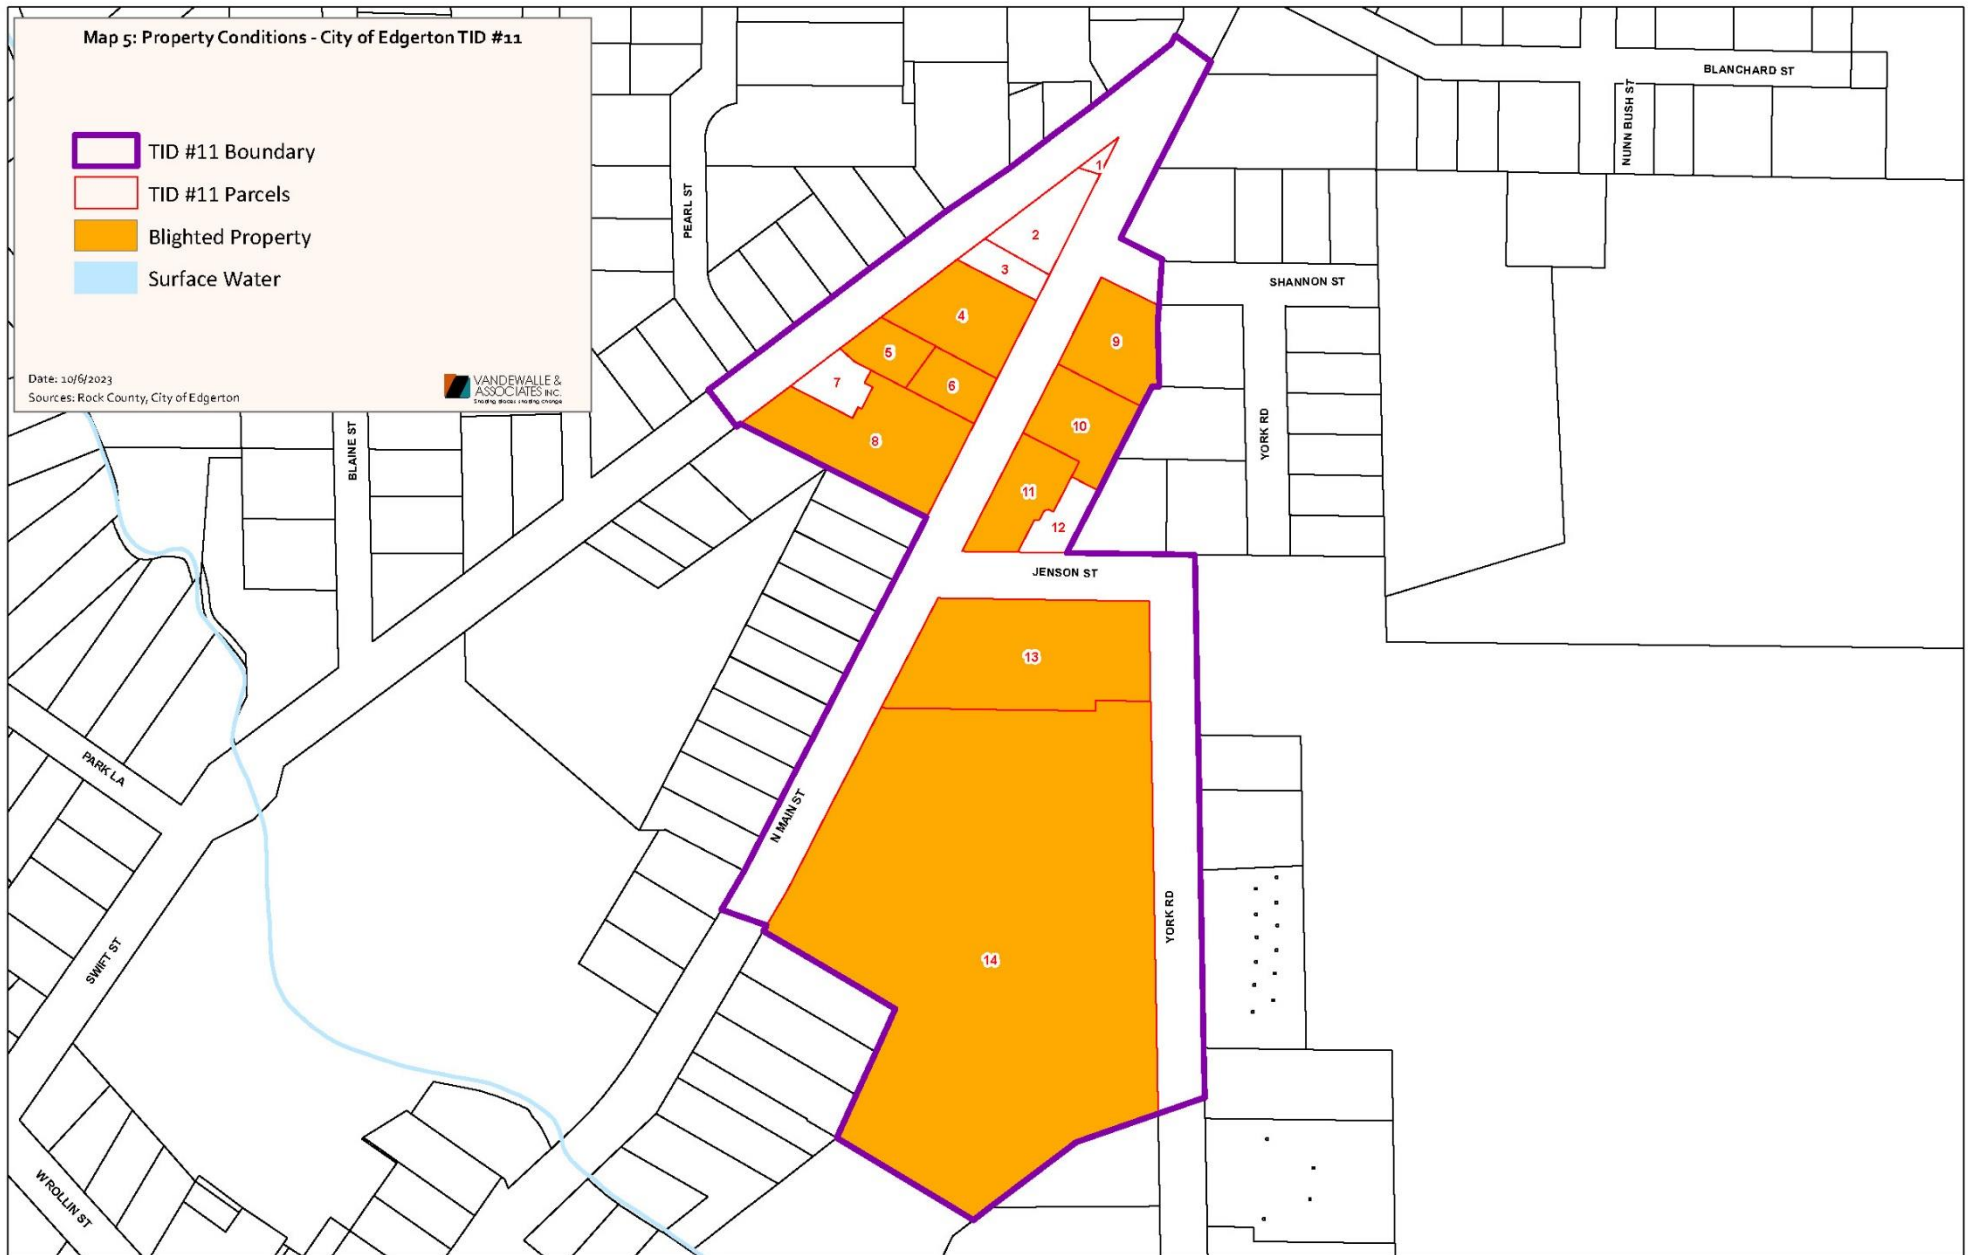 Map 5: Property Conditions - City of Edgerton TID #11
TID #11 Boundary
TID #11 Parcels
Blighted Property
Surface Water
Date: 10/6/2023
Sources: Rock County, City of Edgerton
VANDEWALLE &
ASSOCIATES INC.
BLANCHARD ST
NUNN BUSH ST
PEARL ST
SHANNON ST
YORK RD
BLAINE ST
JENSON ST
N MAIN ST
PARK LA
SWIFT ST
W ROLLIN ST
YORK RD
1
2
3
4
5
6
7
8
9
10
11
12
13
14